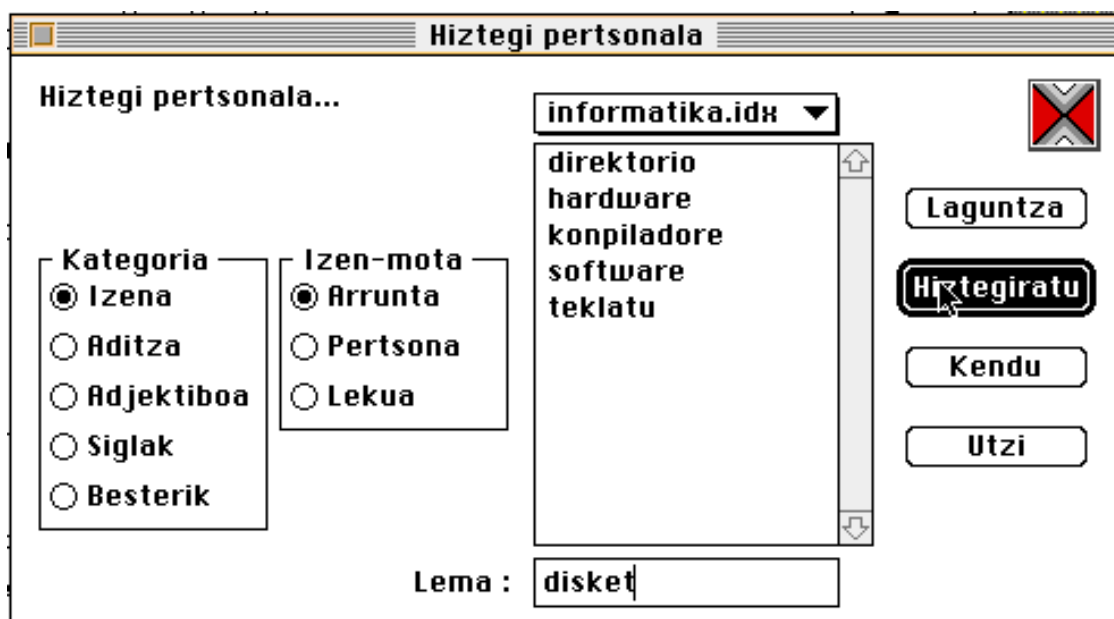 Hiztegi pertsonala
Hiztegi pertsonala...
informatika.idx
direktorio
hardware
konpiladore
software
teklatu
Kategoria
Izena
Aditza
Adjektiboa
Siglak
Besterik
Izen-mota
Arrunta
Pertsona
Lekua
Laguntza
Hiztegiratu
Kendu
Utzi
Lema : disket